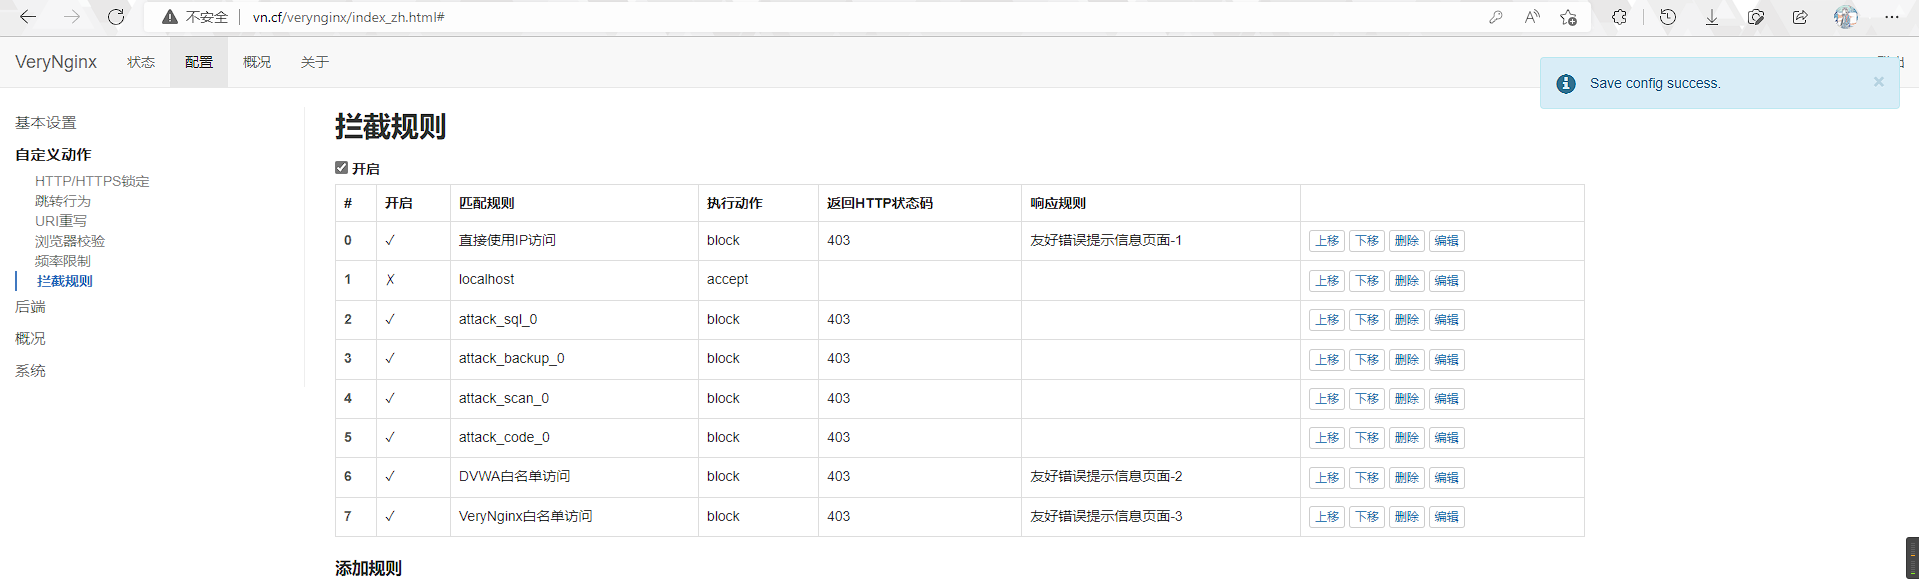 不安全 vn.cf/verynginx/index_zh.html#
VeryNginx 状态 配置 概况 关于
Save config success. ×
基本设置
自定义动作
HTTP/HTTPS锁定
跳转行为
URI重写
浏览器校验
频率限制
拦截规则
后端
概况
系统
拦截规则
开启
# 开启 匹配规则 执行动作 返回HTTP状态码 响应规则
0 √ 直接使用IP访问 block 403 友好错误提示信息页面-1 上移 下移 删除 编辑
1 X localhost accept 上移 下移 删除 编辑
2 √ attack_sql_0 block 403 上移 下移 删除 编辑
3 √ attack_backup_0 block 403 上移 下移 删除 编辑
4 √ attack_scan_0 block 403 上移 下移 删除 编辑
5 √ attack_code_0 block 403 上移 下移 删除 编辑
6 √ DVWA白名单访问 block 403 友好错误提示信息页面-2 上移 下移 删除 编辑
7 √ VeryNginx白名单访问 block 403 友好错误提示信息页面-3 上移 下移 删除 编辑
添加规则